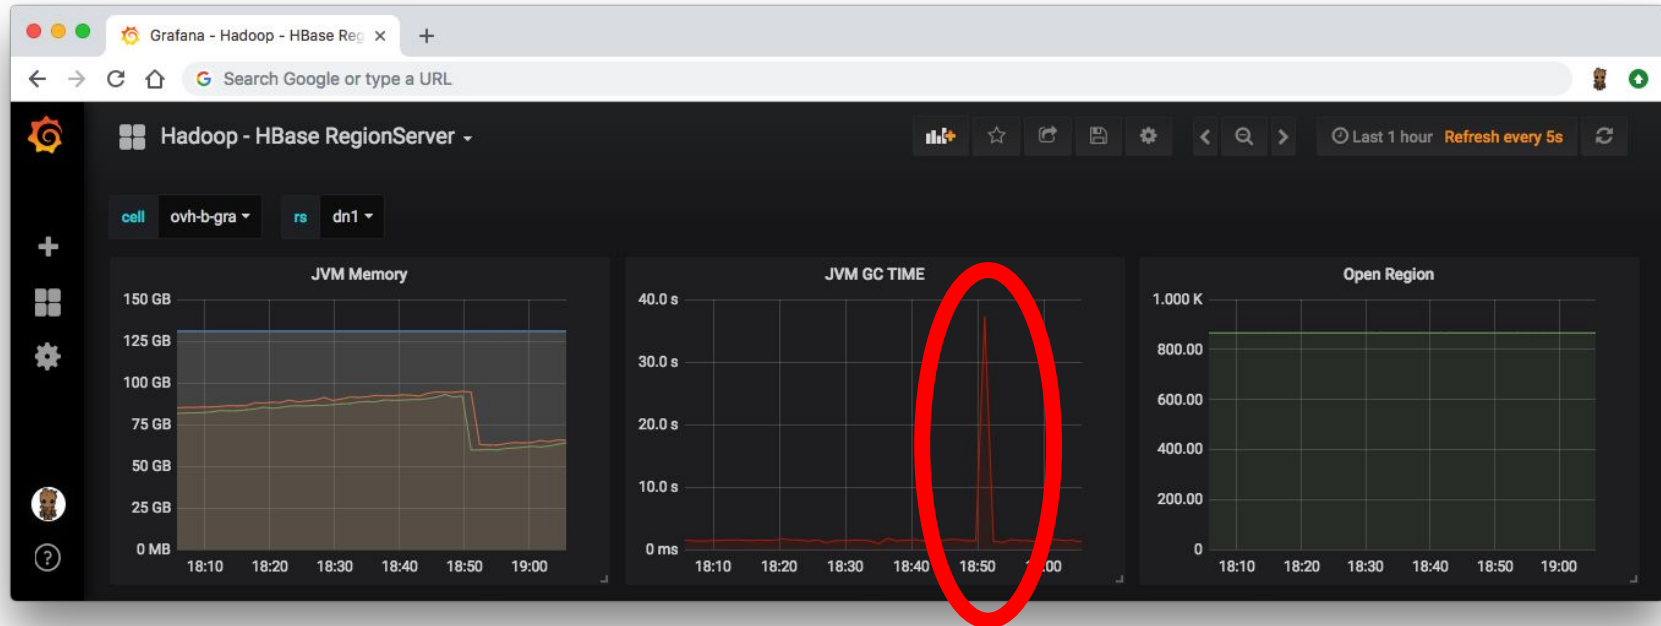 Grafana - Hadoop - HBase Reg
Search Google or type a URL
Hadoop - HBase RegionServer
Last 1 hour Refresh every 5s
cell ovh-b-gra rs dn1
JVM Memory
150 GB
125 GB
100 GB
75 GB
50 GB
25 GB
0 MB
18:10 18:20 18:30 18:40 18:50 19:00
JVM GC TIME
40.0 s
30.0 s
20.0 s
10.0 s
0 ms
18:10 18:20 18:30 18:40 18:50
Open Region
1.000 K
800.00
600.00
400.00
200.00
0
18:10 18:20 18:30 18:40 18:50 19:00